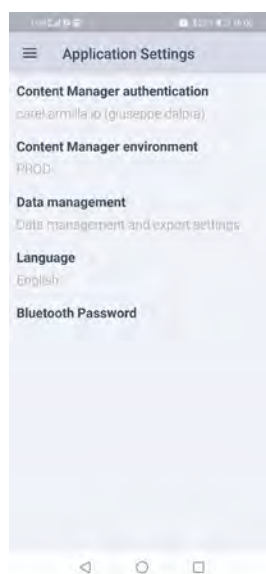 Application Settings
Content Manager authentication
carel.armilla.io (giuseppe.dalpra)
Content Manager environment
PROD
Data management
Data management and export settings
Language
English
Bluetooth Password